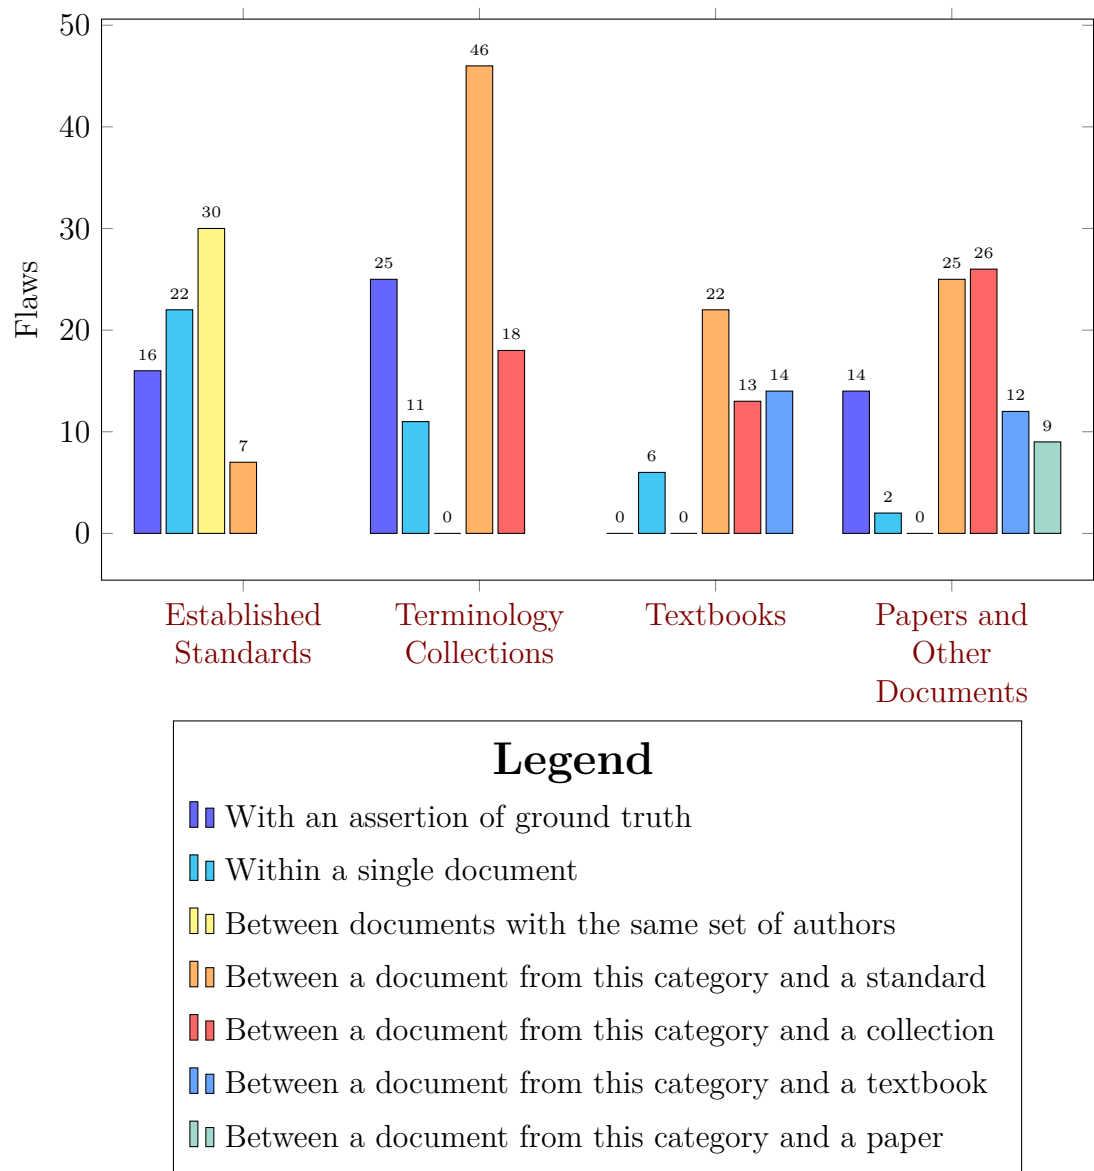 50
40
30
20
10
0
Flaws
16
22
30
7
25
11
0
46
18
0
6
0
22
13
14
14
2
0
25
26
12
9
Established
Standards
Terminology
Collections
Textbooks
Papers and
Other
Documents
Legend
With an assertion of ground truth
Within a single document
Between documents with the same set of authors
Between a document from this category and a standard
Between a document from this category and a collection
Between a document from this category and a textbook
Between a document from this category and a paper